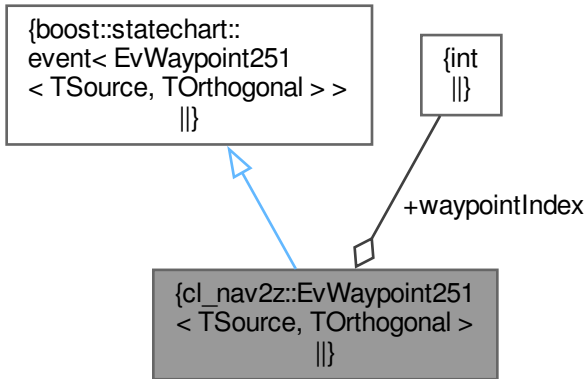 {boost::statechart::
event< EvWaypoint251
< TSource, TOrthogonal > >
||}
{int
||}
+waypointIndex
{cl_nav2z::EvWaypoint251
< TSource, TOrthogonal >
||}